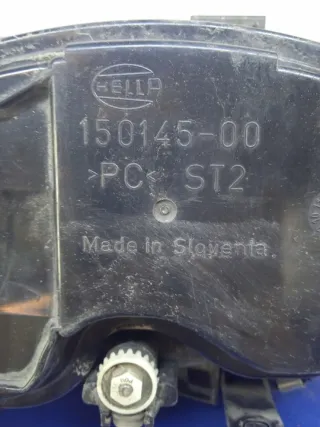 HELLA
150145-00
>PC< ST2
Made in Slovenia